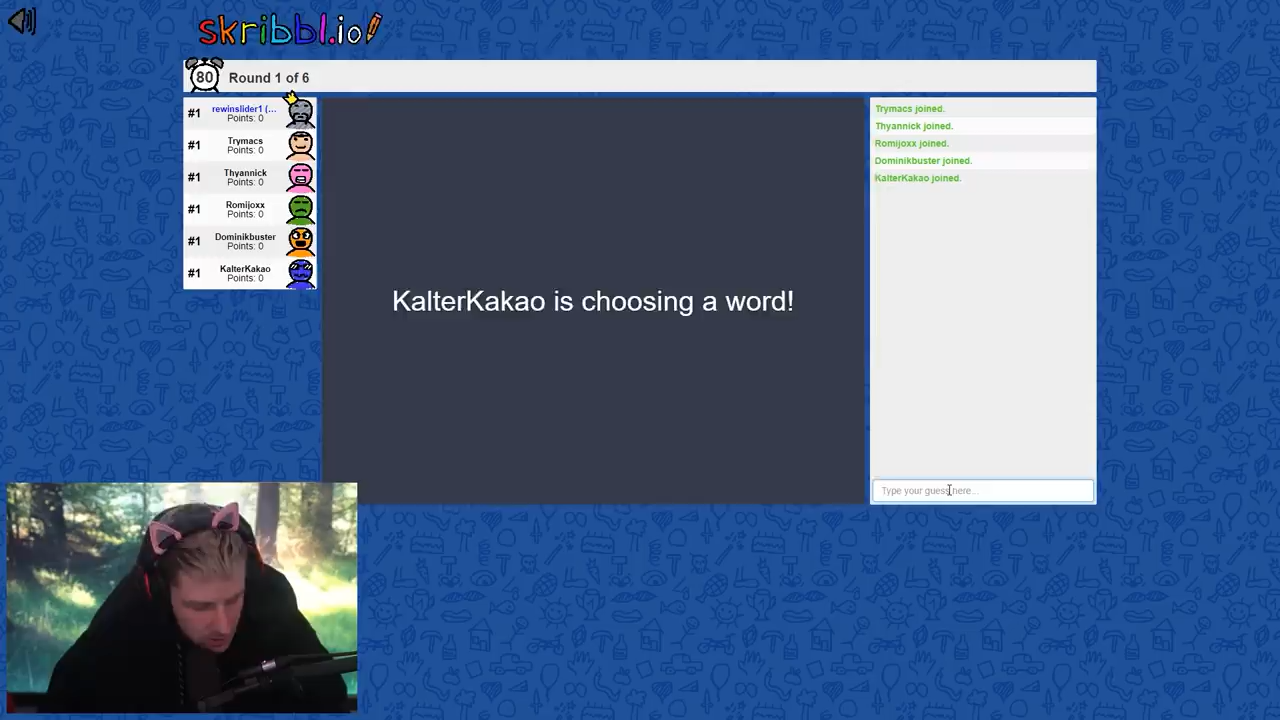 skribbl.io
80
Round 1 of 6
#1
rewinslider1 (...
Points: 0
#1
Trymacs
Points: 0
#1
Thyannick
Points: 0
#1
Romijoxx
Points: 0
#1
Dominikbuster
Points: 0
#1
KalterKakao
Points: 0
KalterKakao is choosing a word!
Trymacs joined.
Thyannick joined.
Romijoxx joined.
Dominikbuster joined.
KalterKakao joined.
Type your guess here...